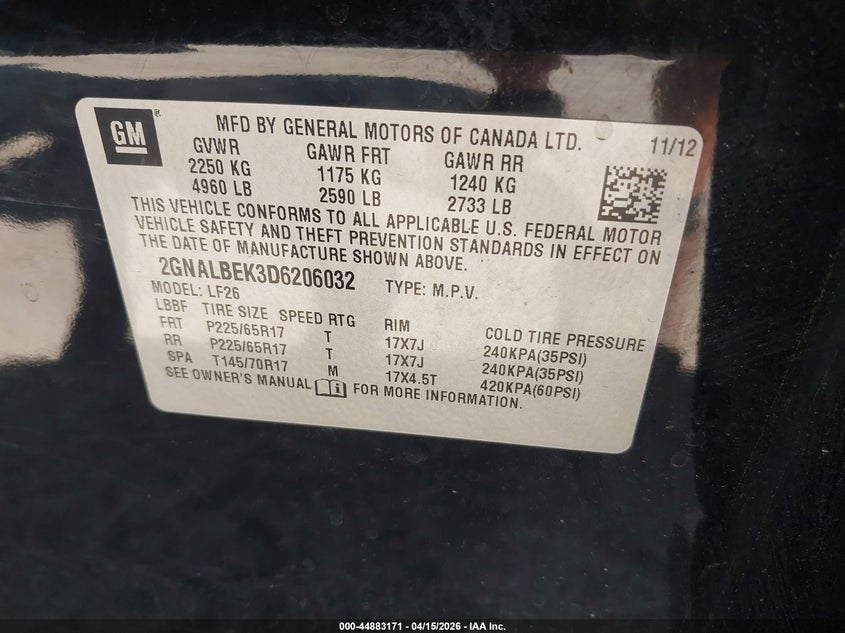 GM®
MFD BY GENERAL MOTORS OF CANADA LTD. 11/12
GVWR GAWR FRT GAWR RR
2250 KG 1175 KG 1240 KG
4960 LB 2590 LB 2733 LB
THIS VEHICLE CONFORMS TO ALL APPLICABLE U.S. FEDERAL MOTOR
VEHICLE SAFETY AND THEFT PREVENTION STANDARDS IN EFFECT ON
THE DATE OF MANUFACTURE SHOWN ABOVE.
2GNALBEK3D6206032 TYPE: M.P.V.
MODEL: LF26
LBBF TIRE SIZE SPEED RTG RIM COLD TIRE PRESSURE
FRT P225/65R17 T 17X7J 240KPA(35PSI)
RR P225/65R17 T 17X7J 240KPA(35PSI)
SPA T145/70R17 M 17X4.5T 420KPA(60PSI)
SEE OWNER'S MANUAL FOR MORE INFORMATION.
000-44883171 - 04/15/2026 - IAA Inc.